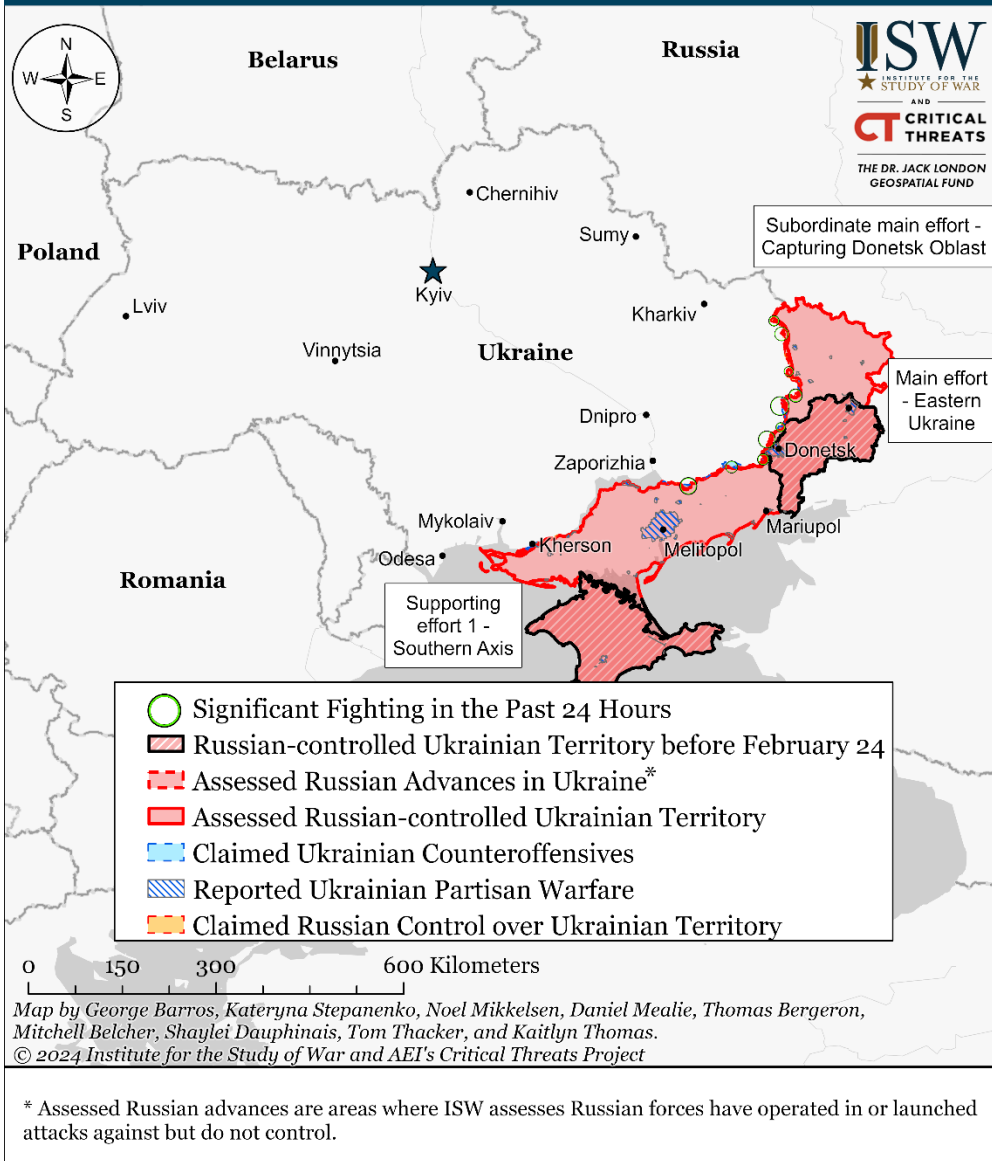 N
W
E
S
Belarus
Russia
ISW
INSTITUTE FOR THE
STUDY OF WAR
AND
CT CRITICAL
THREATS
THE DR. JACK LONDON
GEOSPATIAL FUND
Chernihiv
Sumy
Subordinate main effort -
Capturing Donetsk Oblast
Poland
Kyiv
Lviv
Kharkiv
Vinnytsia
Ukraine
Main effort
- Eastern
Ukraine
Dnipro
Donetsk
Zaporizhia
Mykolaiv
Mariupol
Kherson
Melitopol
Odesa
Romania
Supporting
effort 1 -
Southern Axis
Significant Fighting in the Past 24 Hours
Russian-controlled Ukrainian Territory before February 24
Assessed Russian Advances in Ukraine*
Assessed Russian-controlled Ukrainian Territory
Claimed Ukrainian Counteroffensives
Reported Ukrainian Partisan Warfare
Claimed Russian Control over Ukrainian Territory
0 150 300 600 Kilometers
Map by George Barros, Kateryna Stepanenko, Noel Mikkelsen, Daniel Mealie, Thomas Bergeron,
Mitchell Belcher, Shaylei Dauphinais, Tom Thacker, and Kaitlyn Thomas.
© 2024 Institute for the Study of War and AEI's Critical Threats Project
* Assessed Russian advances are areas where ISW assesses Russian forces have operated in or launched
attacks against but do not control.